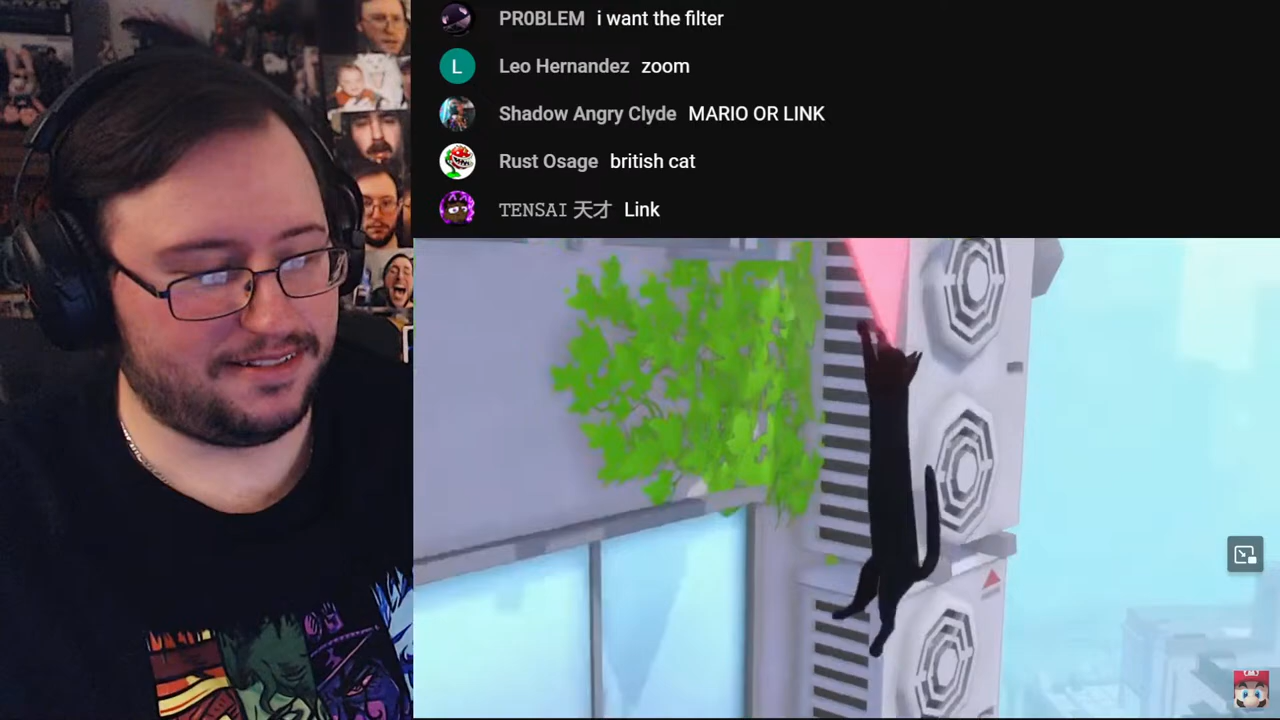 PR0BLEM i want the filter
Leo Hernandez zoom
Shadow Angry Clyde MARIO OR LINK
Rust Osage british cat
TENSAI 天才 Link
L